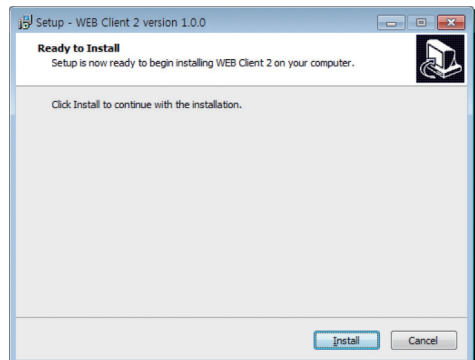 Setup - WEB Client 2 version 1.0.0
Ready to Install
Setup is now ready to begin installing WEB Client 2 on your computer.
Click Install to continue with the installation.
Install
Cancel